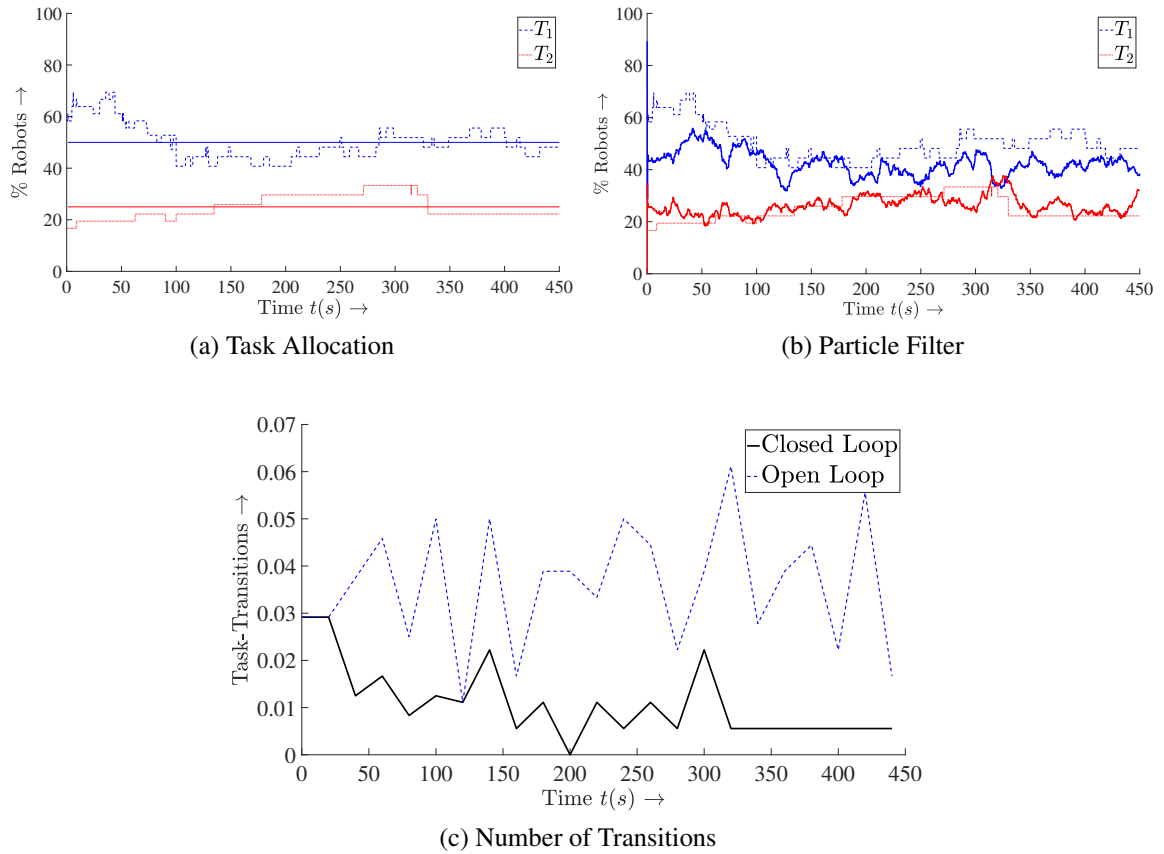 100
80
60
40
20
0
% Robots →
T1
T2
0 50 100 150 200 250 300 350 400 450
Time t(s) →
(a) Task Allocation
100
80
60
40
20
0
% Robots →
T1
T2
0 50 100 150 200 250 300 350 400 450
Time t(s) →
(b) Particle Filter
0.07
0.06
0.05
0.04
0.03
0.02
0.01
0
Task-Transitions →
Closed Loop
Open Loop
0 50 100 150 200 250 300 350 400 450
Time t(s) →
(c) Number of Transitions